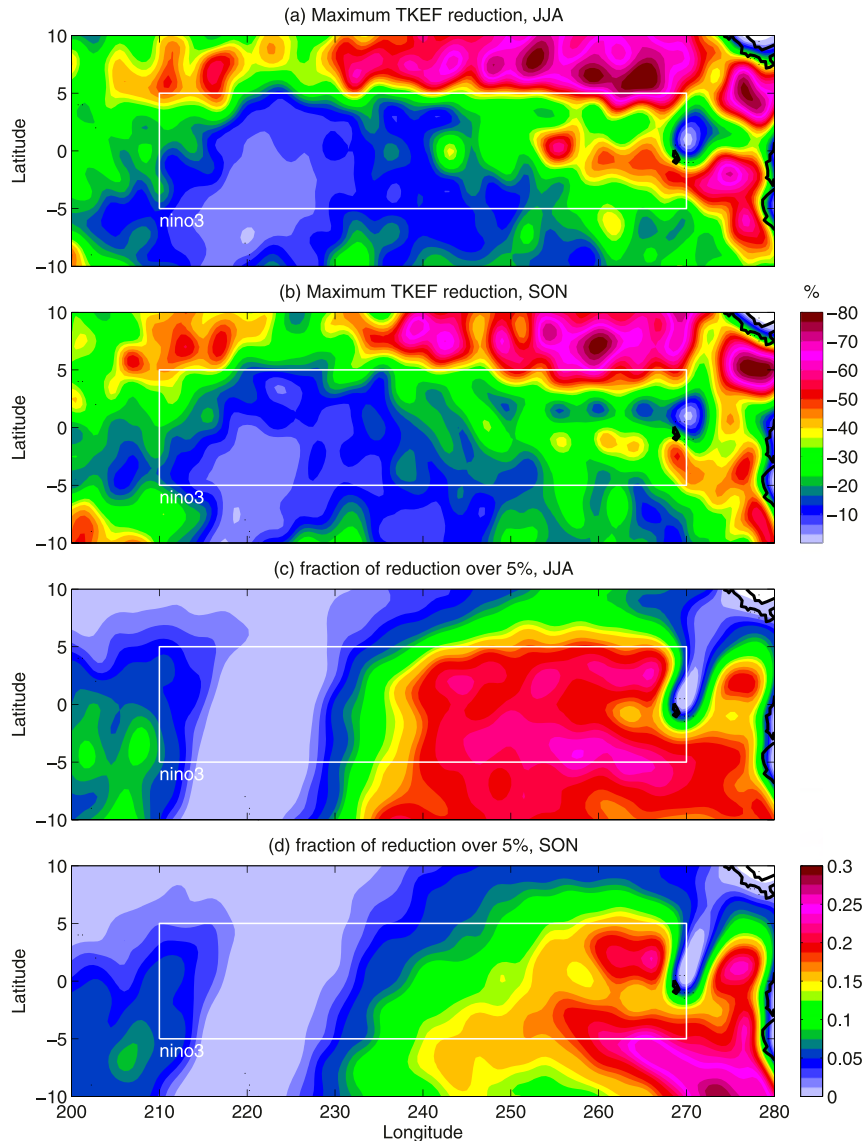 (a) Maximum TKEF reduction, JJA
10
5
0
−5
−10
Latitude
nino3
(b) Maximum TKEF reduction, SON
10
5
0
−5
−10
Latitude
nino3
%
−80
−70
−60
−50
−40
−30
−20
−10
(c) fraction of reduction over 5%, JJA
10
5
0
−5
−10
Latitude
nino3
(d) fraction of reduction over 5%, SON
10
5
0
−5
−10
Latitude
nino3
0.3
0.25
0.2
0.15
0.1
0.05
0
200 210 220 230 240 250 260 270 280
Longitude